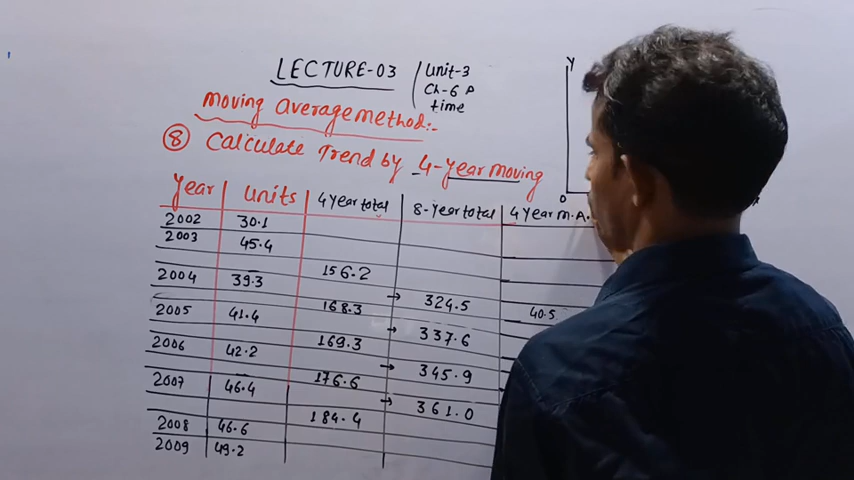 LECTURE-03
Unit-3
Ch-6 A
time
Moving average method:-
8 Calculate Trend by 4-year moving
Y
O
Year Units 4 Year total 8-Year total 4 Year M.A.
2002 30.1
2003 45.4
156.2
2004 39.3
324.5
168.3
2005 41.4 40.5
337.6
169.3
2006 42.2
345.9
176.6
2007 46.4
361.0
184.4
2008 46.6
2009 49.2